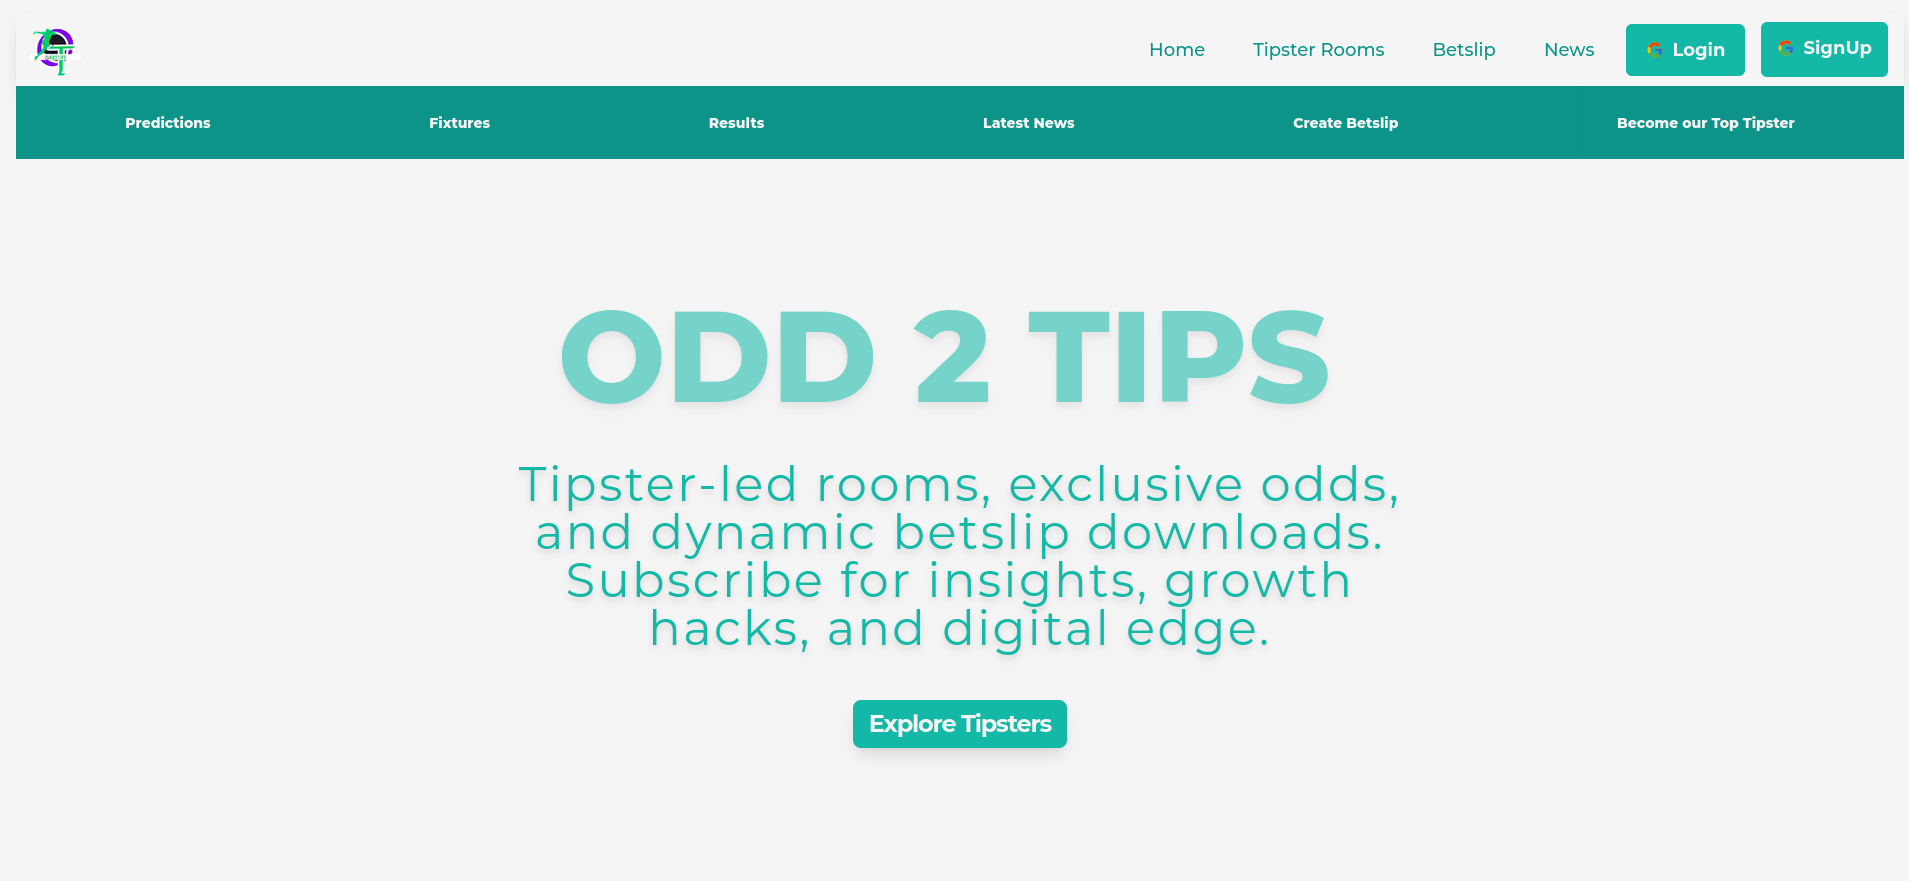 Home
Tipster Rooms
Betslip
News
Login
SignUp
Predictions
Fixtures
Results
Latest News
Create Betslip
Become our Top Tipster
ODD 2 TIPS
Tipster-led rooms, exclusive odds,
and dynamic betslip downloads.
Subscribe for insights, growth
hacks, and digital edge.
Explore Tipsters